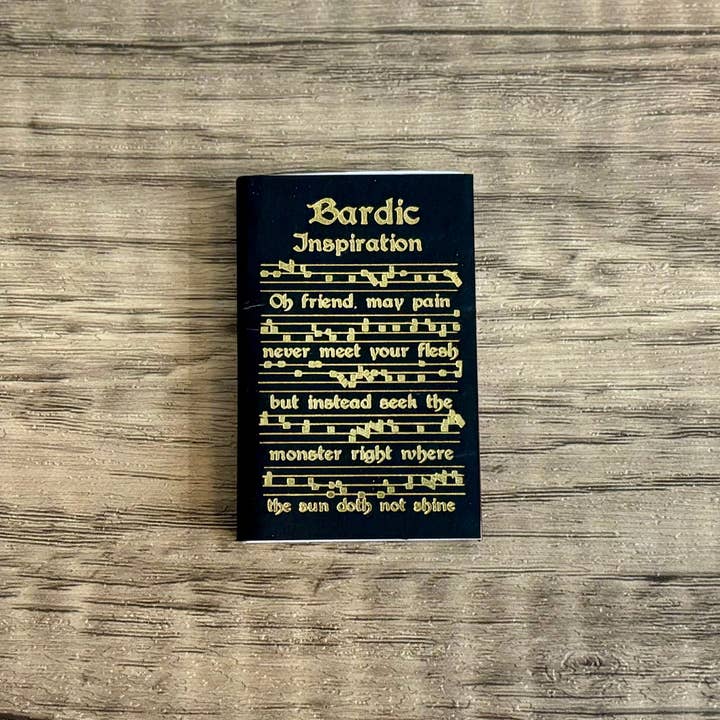 Bardic
Inspiration
Oh friend, may pain
never meet your flesh
but instead seek the
monster right where
the sun doth not shine